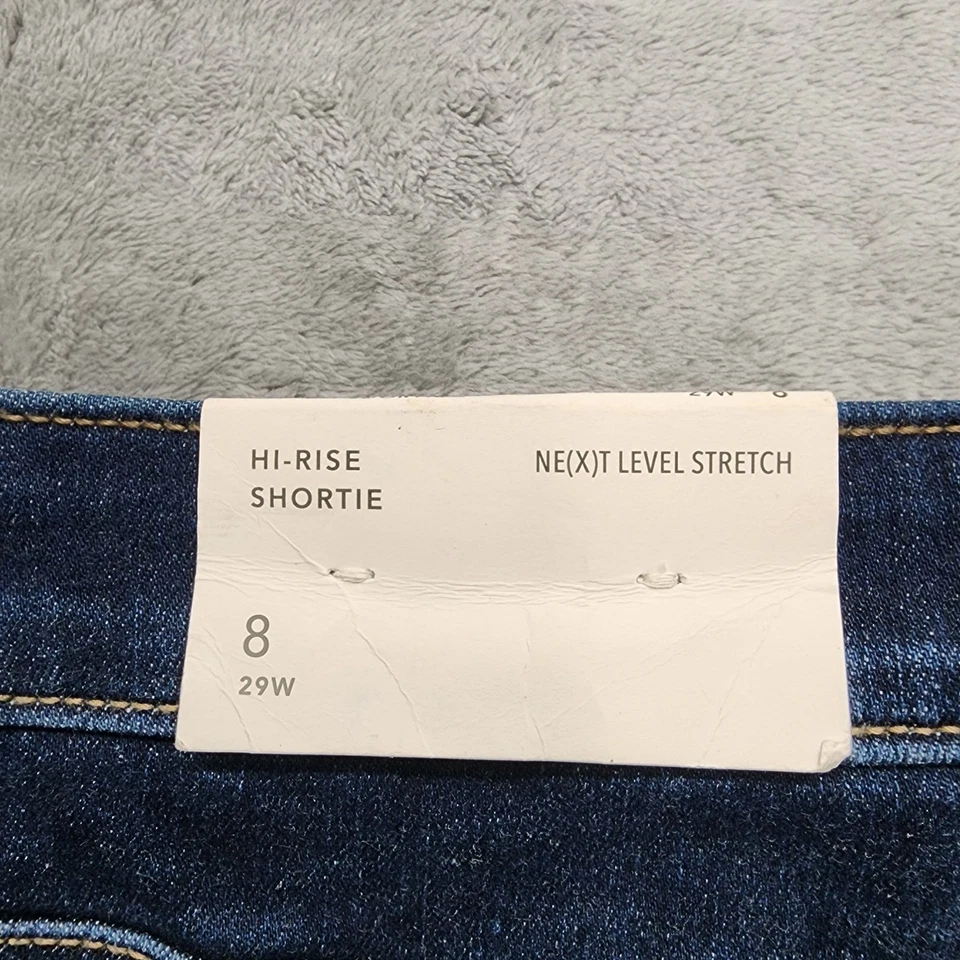 HI-RISE
SHORTIE
NE(X)T LEVEL STRETCH
8
29W